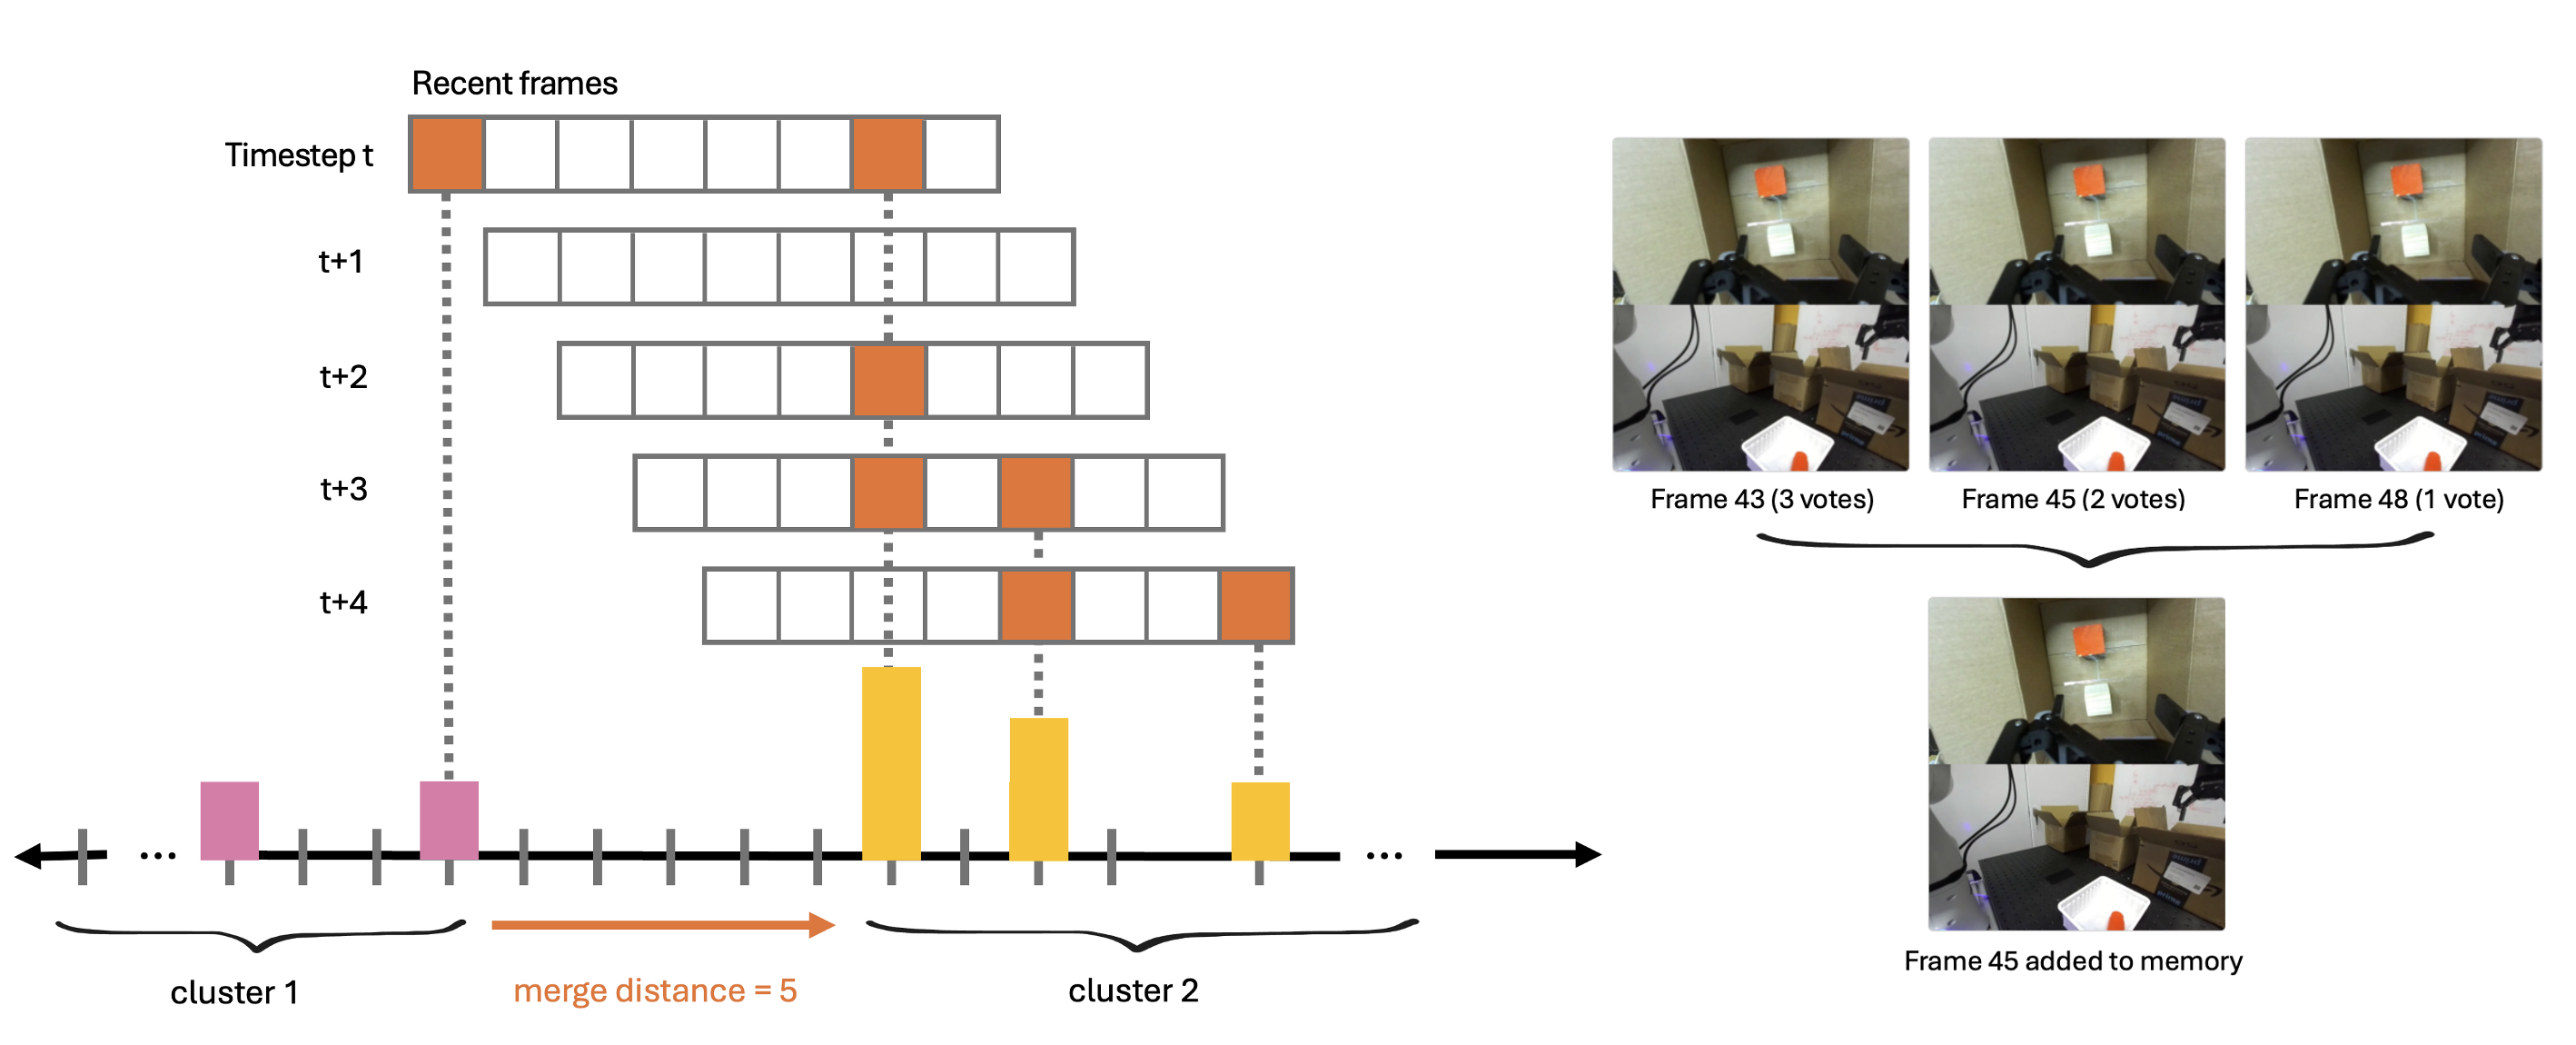 Recent frames
Timestep t
t+1
t+2
t+3
t+4
...
...
cluster 1
merge distance = 5
cluster 2
Frame 43 (3 votes)
Frame 45 (2 votes)
Frame 48 (1 vote)
Frame 45 added to memory